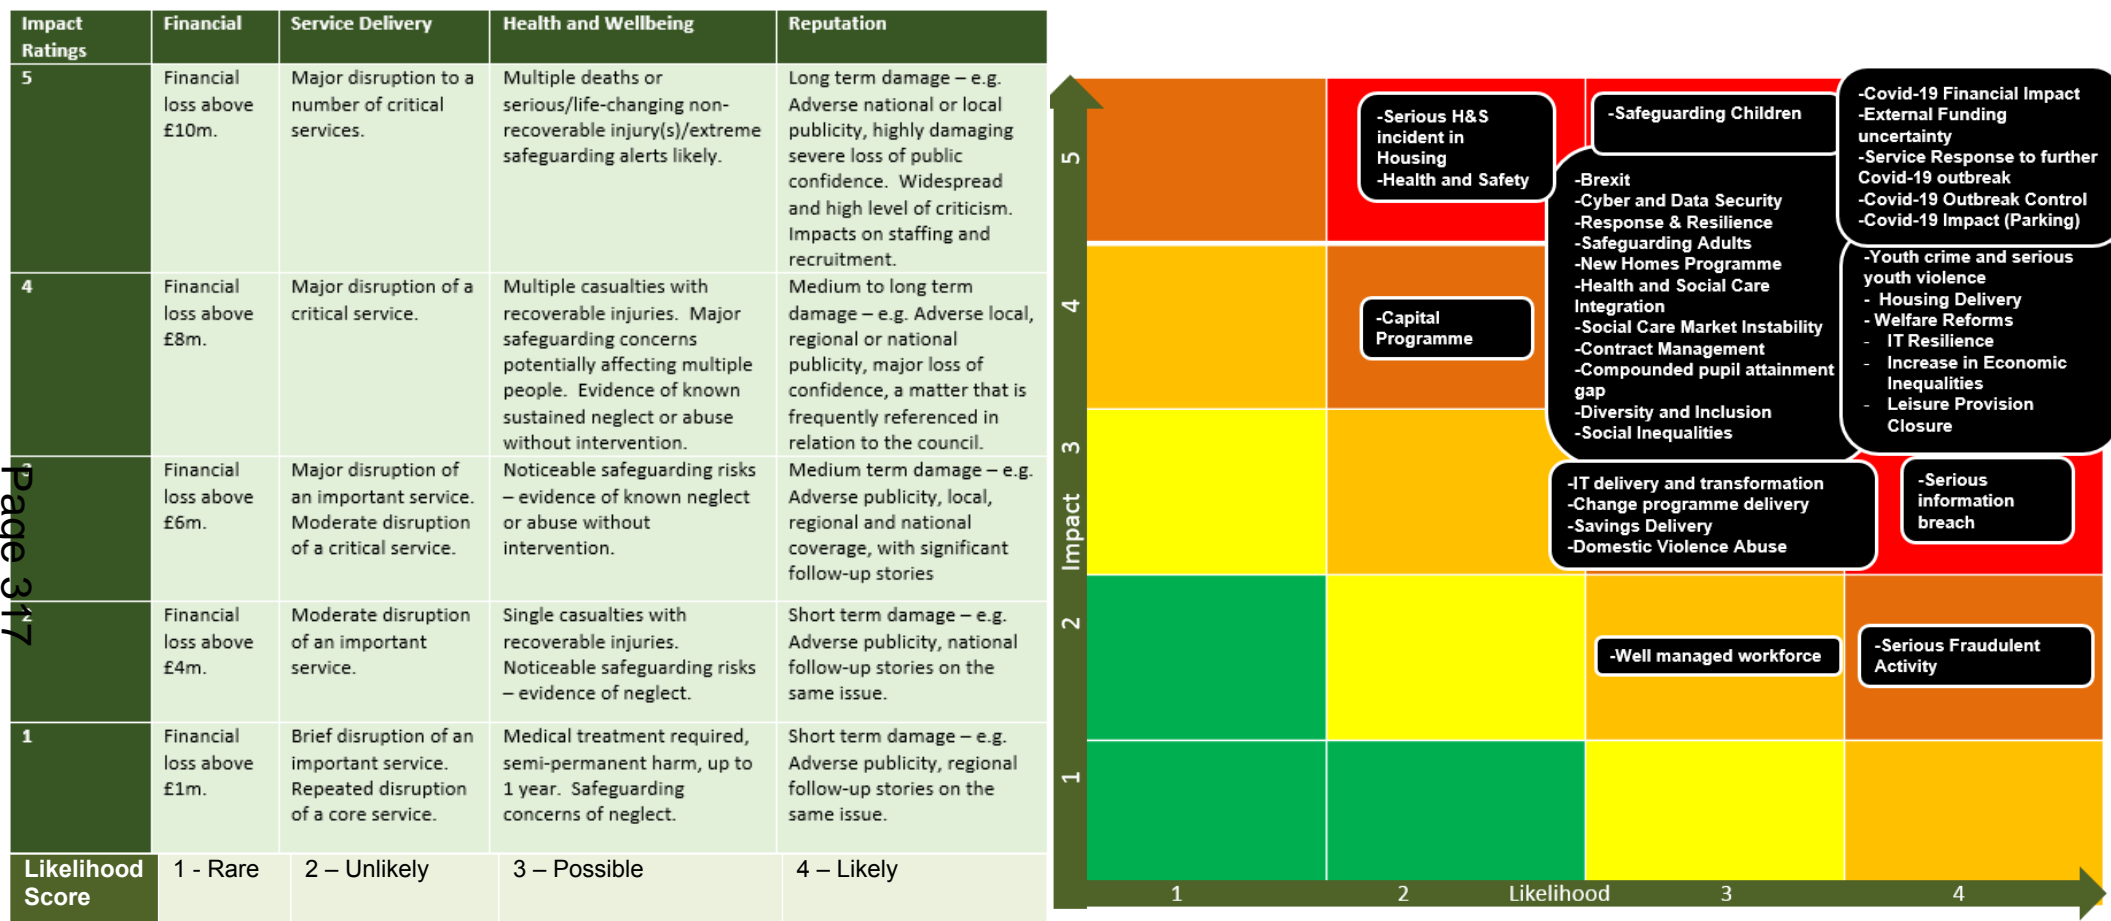 Impact
Ratings
Financial
Service Delivery
Health and Wellbeing
Reputation
5
Financial
loss above
£10m.
Major disruption to a
number of critical
services.
Multiple deaths or
serious/life-changing non-
recoverable injury(s)/extreme
safeguarding alerts likely.
Long term damage – e.g.
Adverse national or local
publicity, highly damaging
severe loss of public
confidence.  Widespread
and high level of criticism.
Impacts on staffing and
recruitment.
4
Financial
loss above
£8m.
Major disruption of a
critical service.
Multiple casualties with
recoverable injuries.  Major
safeguarding concerns
potentially affecting multiple
people.  Evidence of known
sustained neglect or abuse
without intervention.
Medium to long term
damage – e.g. Adverse local,
regional or national
publicity, major loss of
confidence, a matter that is
frequently referenced in
relation to the council.
3
Financial
loss above
£6m.
Major disruption of
an important service.
Moderate disruption
of a critical service.
Noticeable safeguarding risks
– evidence of known neglect
or abuse without
intervention.
Medium term damage – e.g.
Adverse publicity, local,
regional and national
coverage, with significant
follow-up stories
2
Financial
loss above
£4m.
Moderate disruption
of an important
service.
Single casualties with
recoverable injuries.
Noticeable safeguarding risks
– evidence of neglect.
Short term damage – e.g.
Adverse publicity, national
follow-up stories on the
same issue.
1
Financial
loss above
£1m.
Brief disruption of an
important service.
Repeated disruption
of a core service.
Medical treatment required,
semi-permanent harm, up to
1 year.  Safeguarding
concerns of neglect.
Short term damage – e.g.
Adverse publicity, regional
follow-up stories on the
same issue.
Likelihood
Score
1 - Rare
2 – Unlikely
3 – Possible
4 – Likely
Page 317
5
4
3
Impact
2
1
-Serious H&S
incident in
Housing
-Health and Safety
-Safeguarding Children
-Covid-19 Financial Impact
-External Funding
uncertainty
-Service Response to further
Covid-19 outbreak
-Covid-19 Outbreak Control
-Covid-19 Impact (Parking)
-Brexit
-Cyber and Data Security
-Response & Resilience
-Safeguarding Adults
-New Homes Programme
-Health and Social Care
Integration
-Social Care Market Instability
-Contract Management
-Compounded pupil attainment
gap
-Diversity and Inclusion
-Social Inequalities
-Youth crime and serious
youth violence
- Housing Delivery
- Welfare Reforms
- IT Resilience
- Increase in Economic
Inequalities
- Leisure Provision
Closure
-Capital
Programme
-IT delivery and transformation
-Change programme delivery
-Savings Delivery
-Domestic Violence Abuse
-Serious
information
breach
-Well managed workforce
-Serious Fraudulent
Activity
1
2
Likelihood
3
4